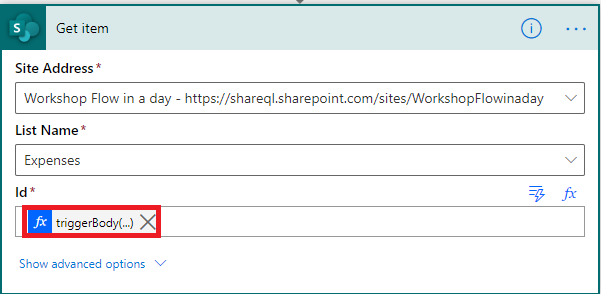 Get item
Site Address*
Workshop Flow in a day - https://shareql.sharepoint.com/sites/WorkshopFlowinaday
List Name*
Expenses
Id*
fx
fx triggerBody(...)
Show advanced options